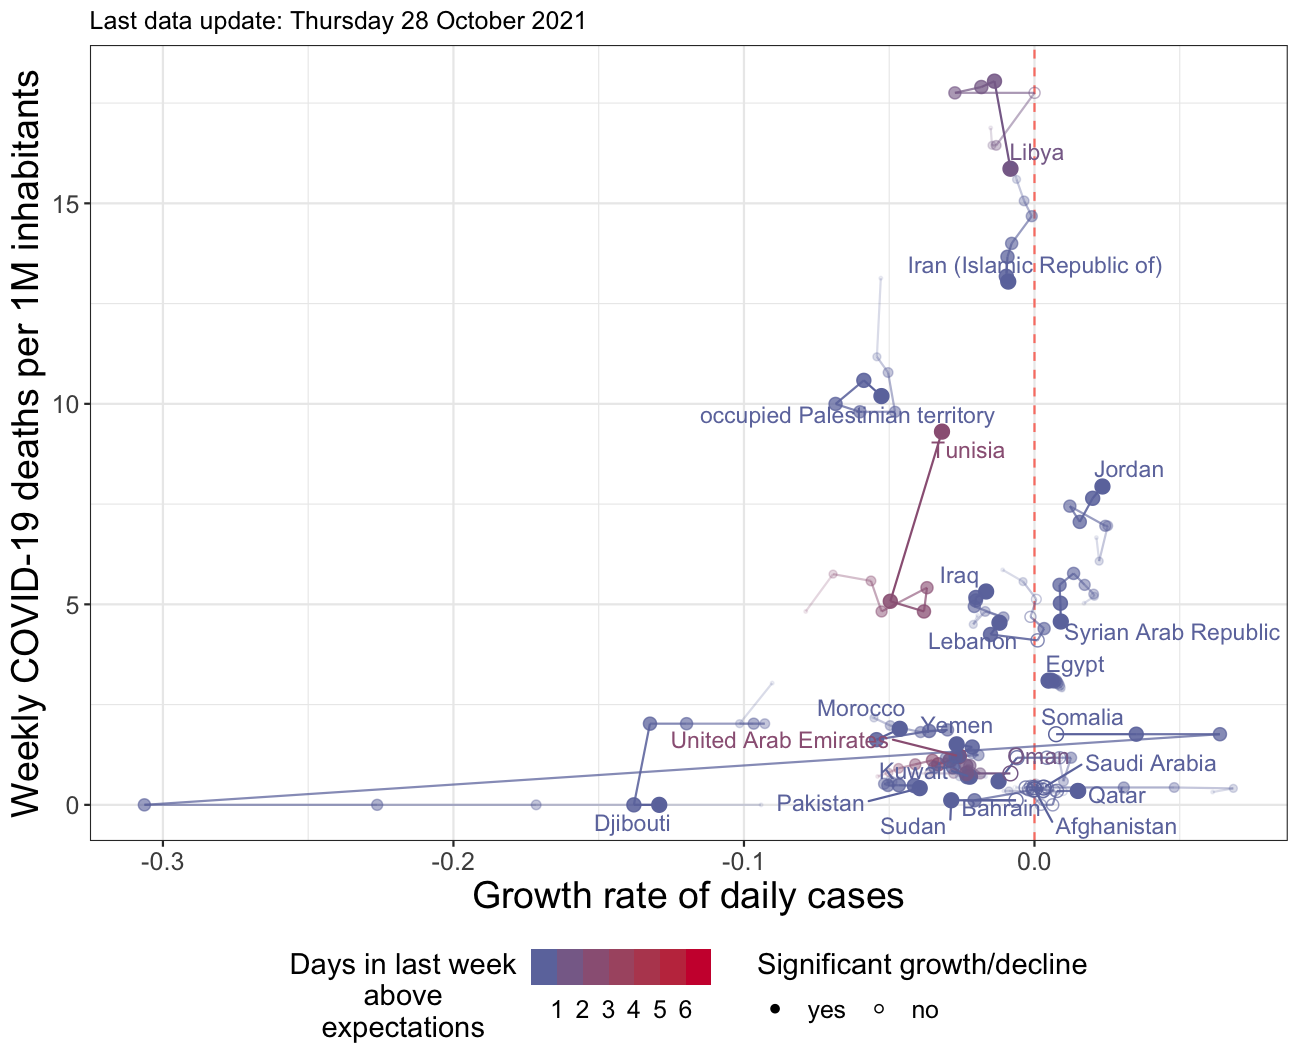 Last data update: Thursday 28 October 2021
Weekly COVID-19 deaths per 1M inhabitants
15
10
5
0
Libya
Iran (Islamic Republic of)
occupied Palestinian territory
Tunisia
Jordan
Iraq
Lebanon
Syrian Arab Republic
Egypt
Morocco
Yemen
Somalia
United Arab Emirates
Oman
Saudi Arabia
Kuwait
Pakistan
Qatar
Bahrain
Djibouti
Sudan
Afghanistan
-0.3
-0.2
-0.1
0.0
Growth rate of daily cases
Days in last week
above
expectations
1 2 3 4 5 6
Significant growth/decline
yes
no